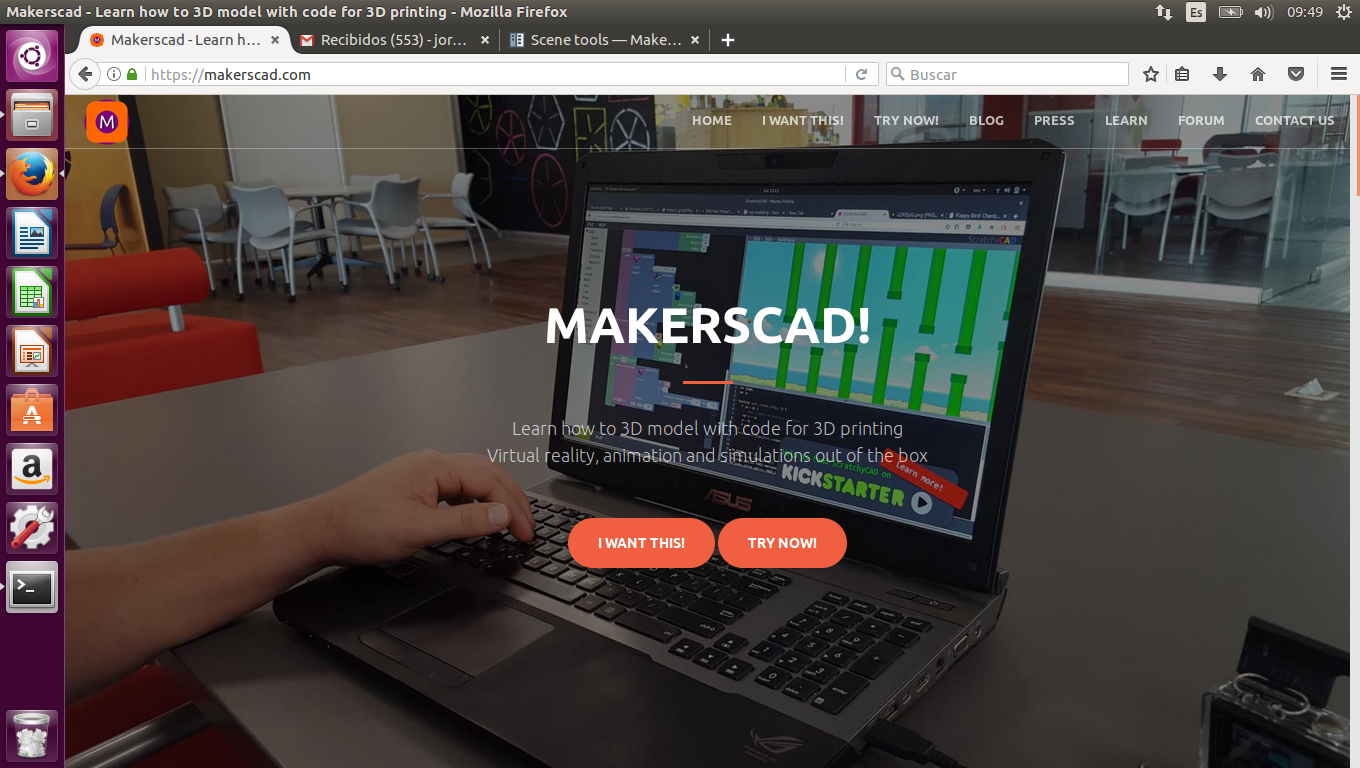 Makerscad - Learn how to 3D model with code for 3D printing - Mozilla Firefox
Es
09:49
Makerscad - Learn h...
Recibidos (553) - jor...
Scene tools — Make...
https://makerscad.com
Buscar
M
HOME
I WANT THIS!
TRY NOW!
BLOG
PRESS
LEARN
FORUM
CONTACT US
ScratchyCAD
MAKERSCAD!
Learn how to 3D model with code for 3D printing
Virtual reality, animation and simulations out of the box
ScratchyCAD on
KICKSTARTER
Learn more!
ASUS
I WANT THIS!
TRY NOW!